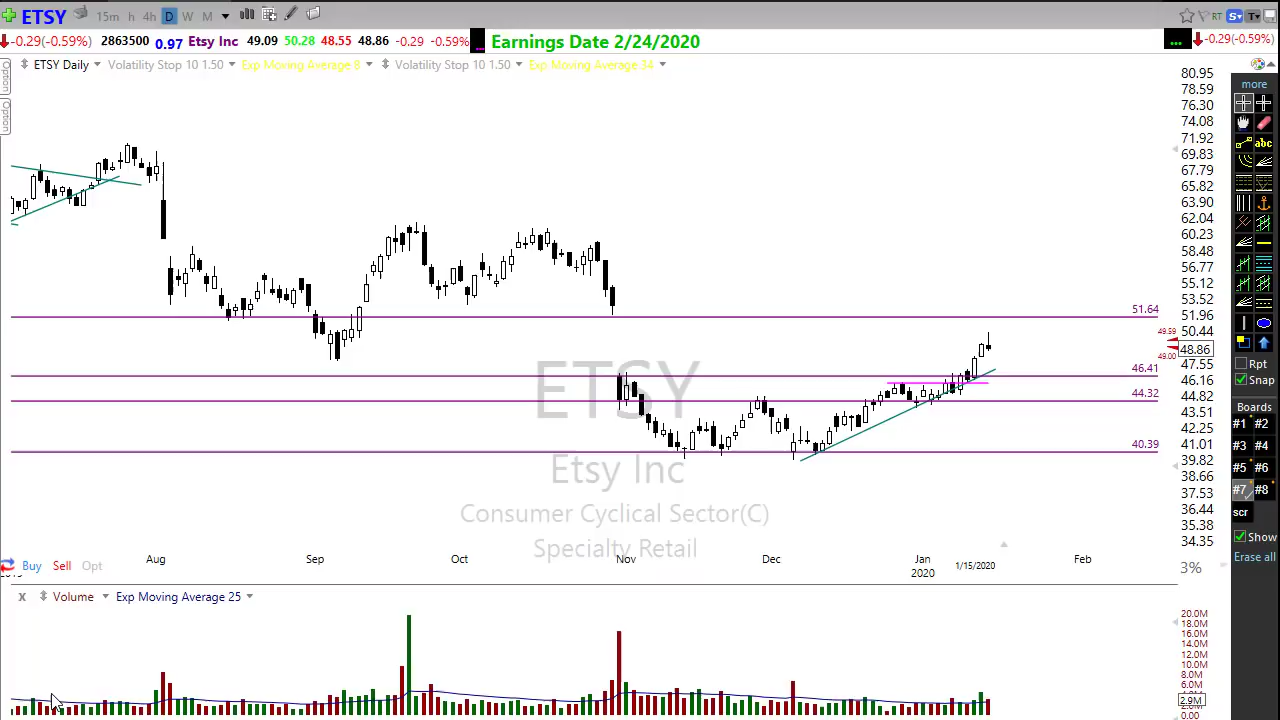 ETSY 15m h 4h D W M RT S T
-0.29(-0.59%) 2863500 0.97 Etsy Inc 49.09 50.28 48.55 48.86 -0.29 -0.59% ... Earnings Date 2/24/2020 ... -0.29(-0.59%)
ETSY Daily Volatility Stop 10 1.50 Exp Moving Average 8 Volatility Stop 10 1.50 Exp Moving Average 34
Option
Option
80.95
78.59
76.30
74.08
71.92
69.83
67.79
65.82
63.90
62.04
60.23
58.48
56.77
55.12
53.52
51.96
50.44
48.86
47.55
46.16
44.82
43.51
42.25
41.01
39.82
38.66
37.53
36.44
35.38
34.35
3%
51.64
49.59
49.00
46.41
44.32
40.39
ETSY
Etsy Inc
Consumer Cyclical Sector(C)
Specialty Retail
Aug Sep Oct Nov Dec Jan Feb
2020 1/15/2020
Buy Sell Opt
x Volume Exp Moving Average 25
20.0M
18.0M
16.0M
14.0M
12.0M
10.0M
8.0M
6.0M
2.9M
0.00
more
abc
Rpt
Snap
Boards
#1 #2
#3 #4
#5 #6
#7 #8
scr
Show
Erase all